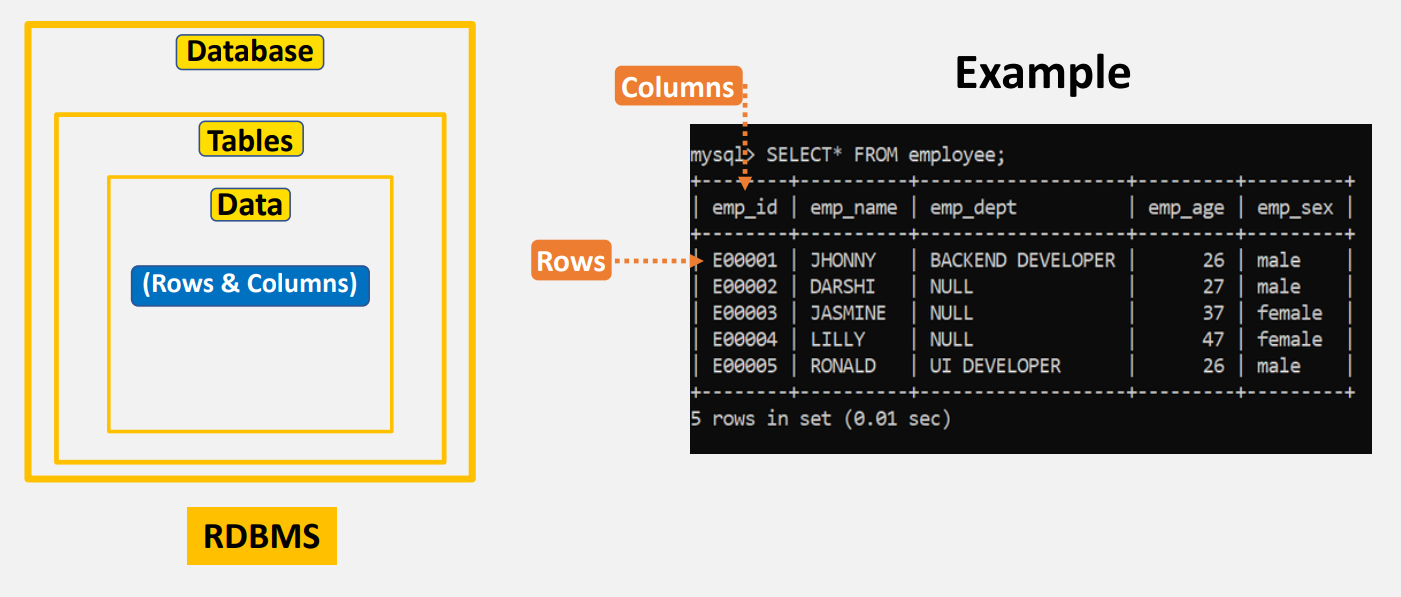 Database
Tables
Data
(Rows & Columns)
RDBMS
Example
Columns
Rows
mysql> SELECT* FROM employee;
+--------+----------+-------------------+---------+---------+
| emp_id | emp_name | emp_dept          | emp_age | emp_sex |
+--------+----------+-------------------+---------+---------+
| E00001 | JHONNY   | BACKEND DEVELOPER |      26 | male    |
| E00002 | DARSHI   | NULL              |      27 | male    |
| E00003 | JASMINE  | NULL              |      37 | female  |
| E00004 | LILLY    | NULL              |      47 | female  |
| E00005 | RONALD   | UI DEVELOPER      |      26 | male    |
+--------+----------+-------------------+---------+---------+
5 rows in set (0.01 sec)